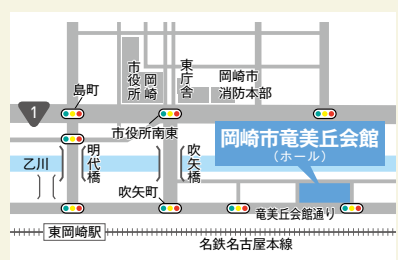 市役所
岡崎
東庁舎
岡崎市
消防本部
島町
1
市役所南東
岡崎市竜美丘会館
（ホール）
乙川
明代橋
吹矢橋
吹矢町
竜美丘会館通り
東岡崎駅
名鉄名古屋本線